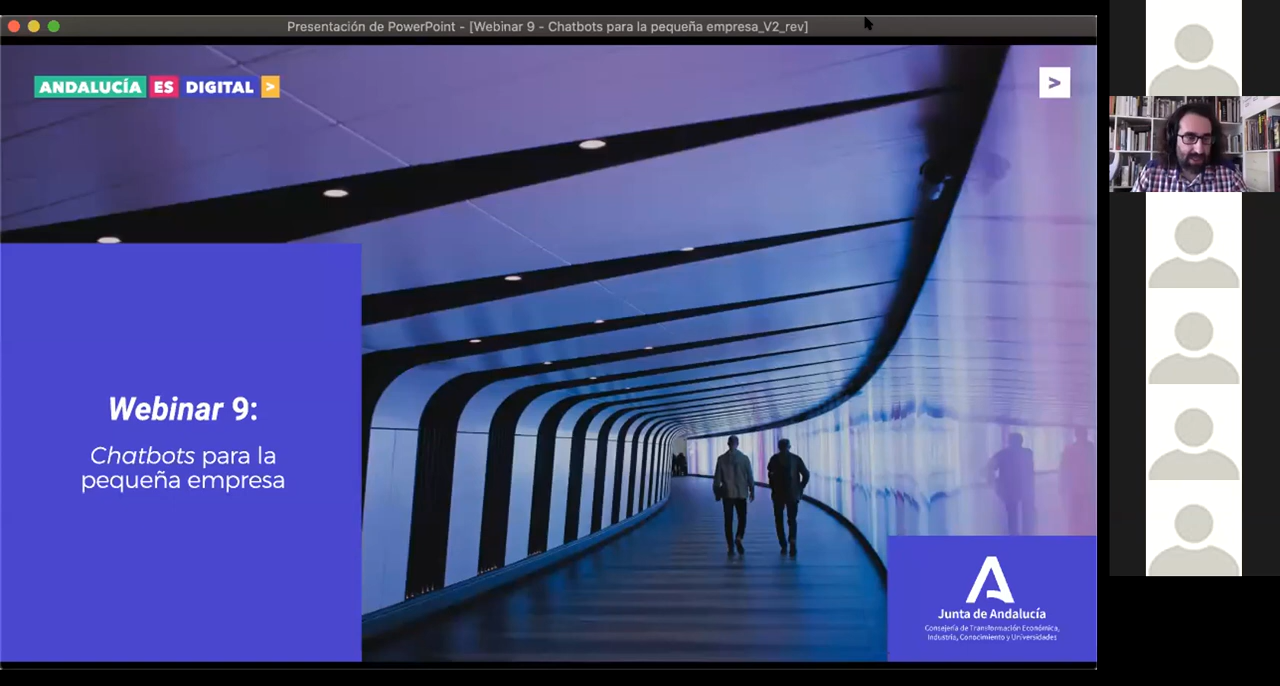 Presentación de PowerPoint - [Webinar 9 - Chatbots para la pequeña empresa_V2_rev]
ANDALUCÍA ES DIGITAL >
>
Webinar 9:
Chatbots para la
pequeña empresa
Junta de Andalucía
Consejería de Transformación Económica,
Industria, Conocimiento y Universidades